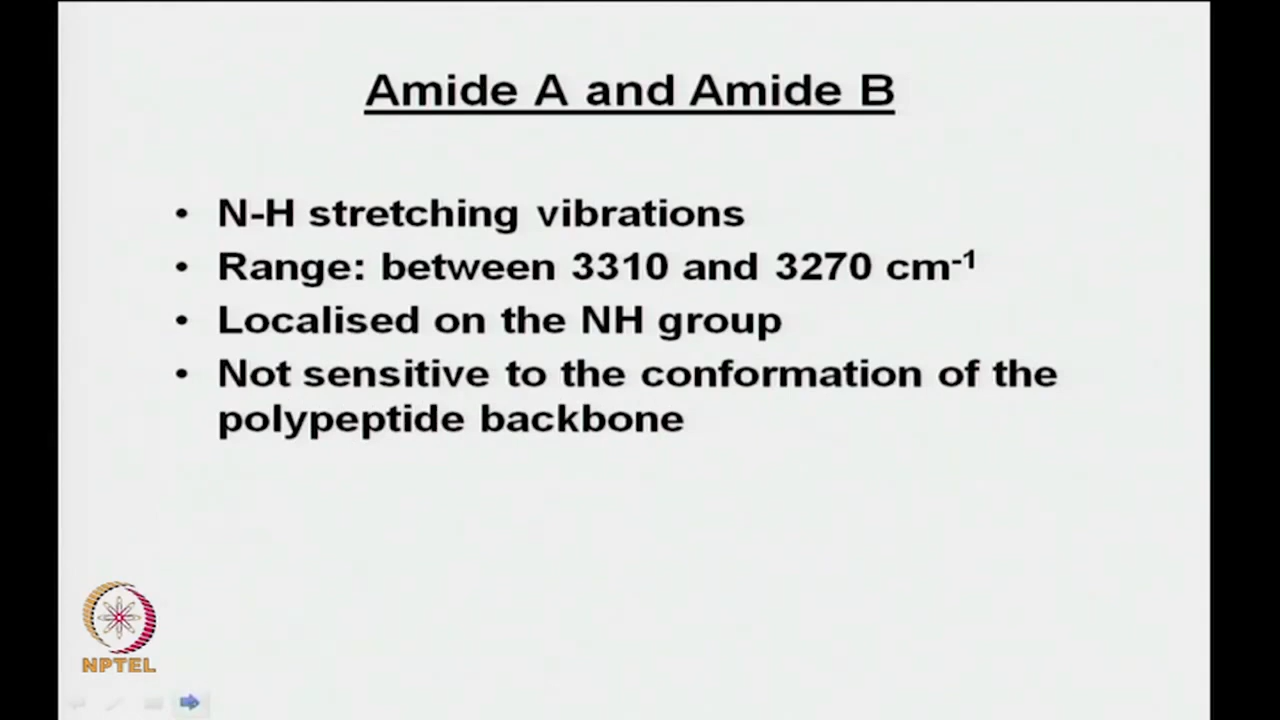 Amide A and Amide B
• N-H stretching vibrations
• Range: between 3310 and 3270 cm⁻¹
• Localised on the NH group
• Not sensitive to the conformation of the
polypeptide backbone
NPTEL